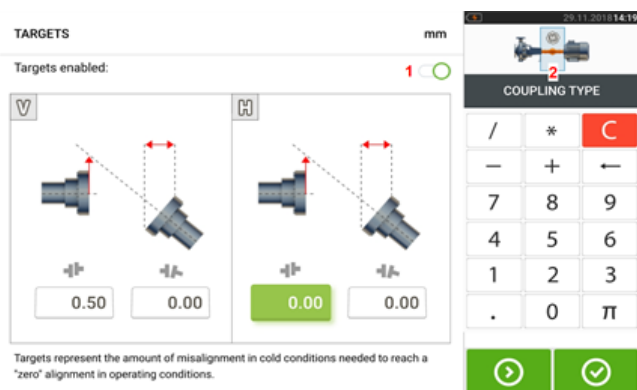 TARGETS mm
Targets enabled: 1
V
H
0.50 0.00 0.00 0.00
Targets represent the amount of misalignment in cold conditions needed to reach a
"zero" alignment in operating conditions.
29.11.2018 14:19
2
COUPLING TYPE
/ * C
− + ←
7 8 9
4 5 6
1 2 3
. 0 π